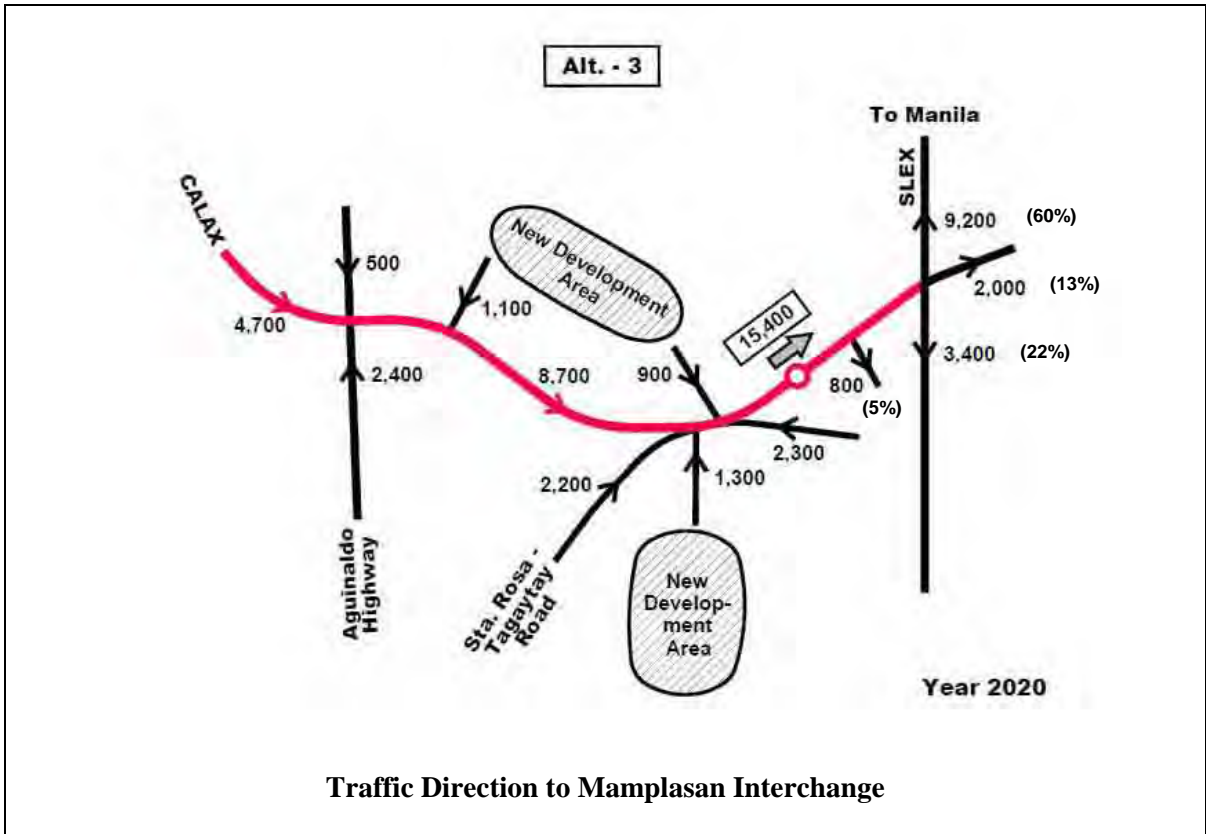 Alt. - 3
To Manila
SLEX
CALAX
9,200 (60%)
New Development
Area
500
2,000 (13%)
1,100
15,400
4,700
3,400 (22%)
8,700
900
800
(5%)
2,400
2,300
2,200
1,300
Aguinaldo
Highway
Sta. Rosa -
Tagaytay
Road
New
Develop-
ment
Area
Year 2020
Traffic Direction to Mamplasan Interchange